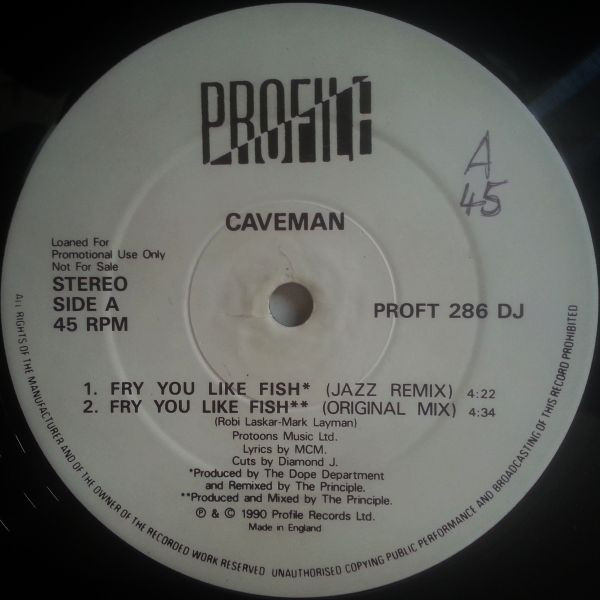 PROFILE
A
45
CAVEMAN
Loaned For
Promotional Use Only
Not For Sale
STEREO
SIDE A
45 RPM
PROFT 286 DJ
1. FRY YOU LIKE FISH* (JAZZ REMIX) 4:22
2. FRY YOU LIKE FISH** (ORIGINAL MIX) 4:34
(Robi Laskar-Mark Layman)
Protoons Music Ltd.
Lyrics by MCM.
Cuts by Diamond J.
*Produced by The Dope Department
and Remixed by The Principle.
**Produced and Mixed by The Principle.
℗ & © 1990 Profile Records Ltd.
Made in England
ALL RIGHTS OF THE MANUFACTURER AND OF THE OWNER OF THE RECORDED WORK RESERVED UNAUTHORISED COPYING PUBLIC PERFORMANCE AND BROADCASTING OF THIS RECORD PROHIBITED